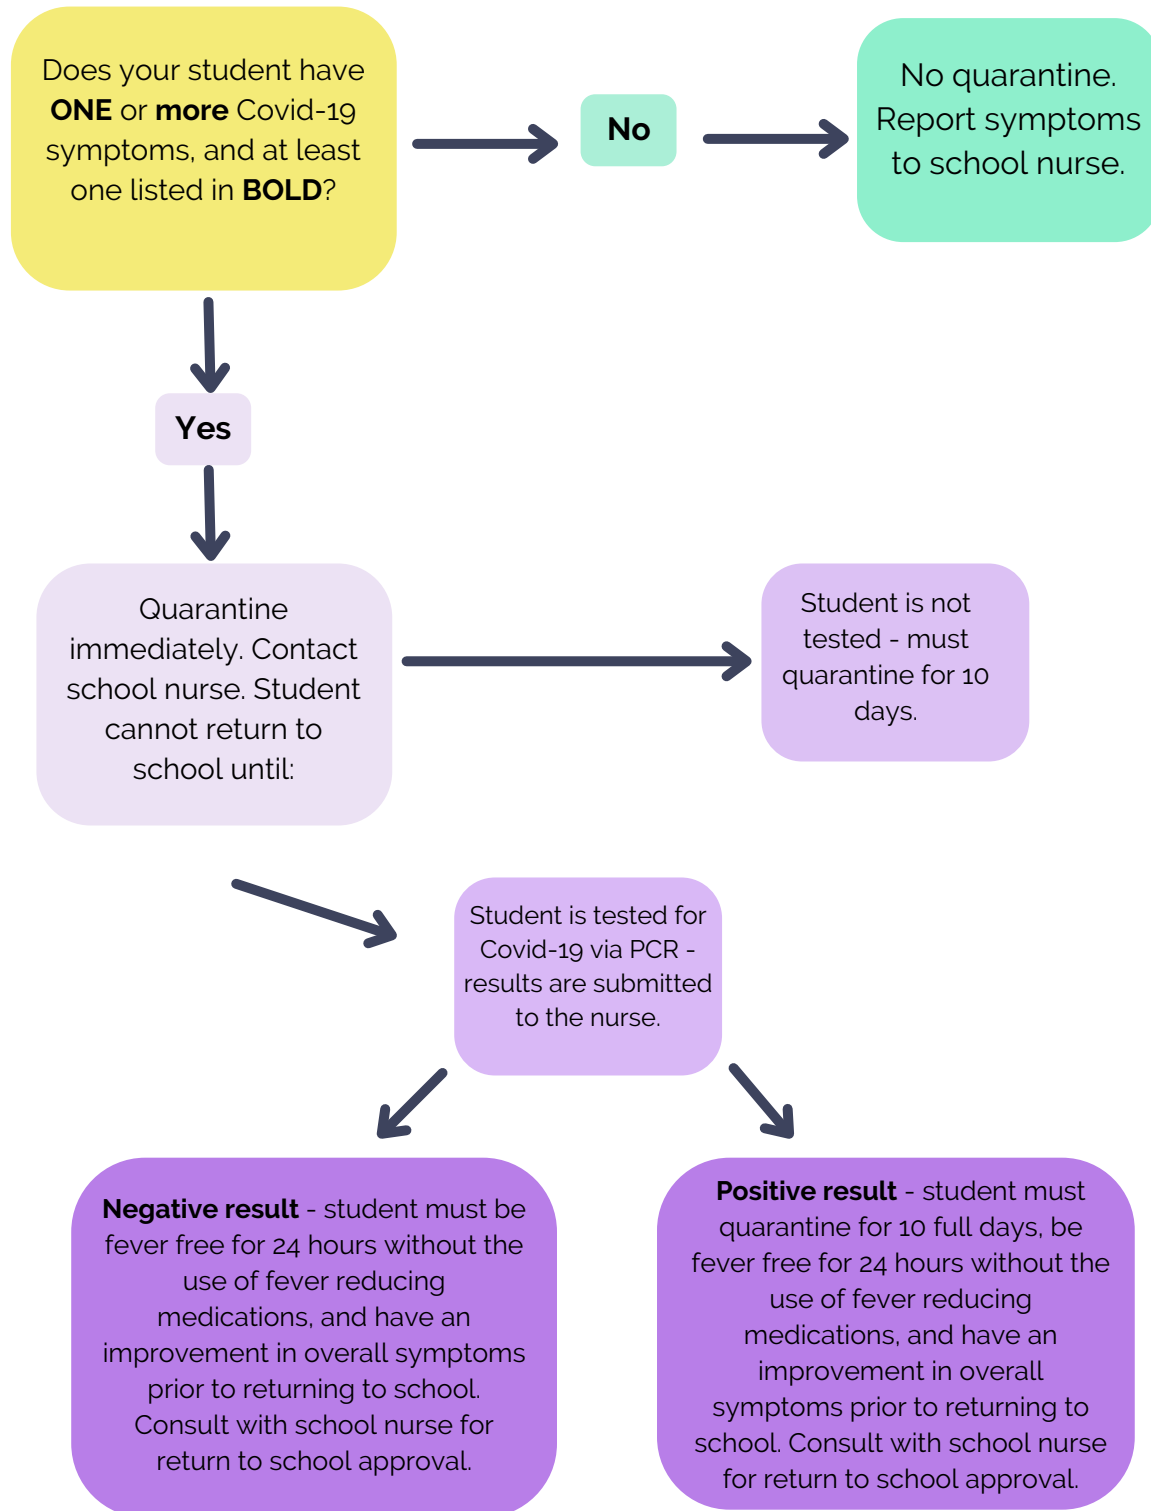 Does your student have
ONE or more Covid-19
symptoms, and at least
one listed in BOLD?
No
No quarantine.
Report symptoms
to school nurse.
Yes
Quarantine
immediately. Contact
school nurse. Student
cannot return to
school until:
Student is not
tested - must
quarantine for 10
days.
Student is tested for
Covid-19 via PCR -
results are submitted
to the nurse.
Negative result - student must be
fever free for 24 hours without the
use of fever reducing
medications, and have an
improvement in overall symptoms
prior to returning to school.
Consult with school nurse for
return to school approval.
Positive result - student must
quarantine for 10 full days, be
fever free for 24 hours without the
use of fever reducing
medications, and have an
improvement in overall
symptoms prior to returning to
school. Consult with school nurse
for return to school approval.